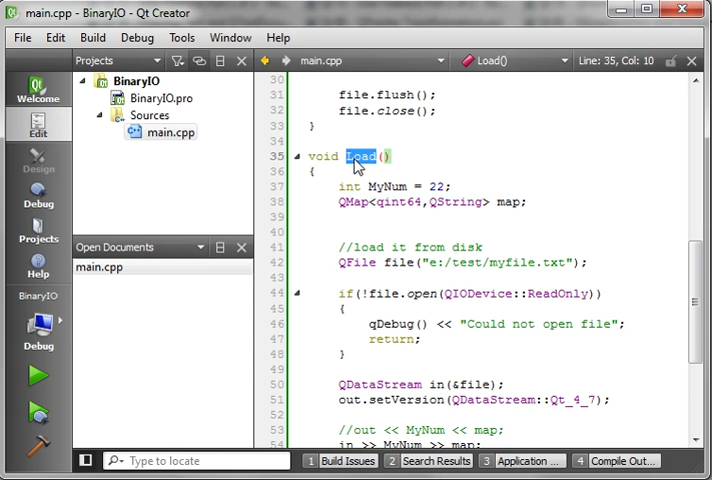 main.cpp - BinaryIO - Qt Creator
File Edit Build Debug Tools Window Help
Projects
main.cpp
Load()
Line: 35, Col: 10
Welcome
Edit
Design
Debug
Projects
Help
BinaryIO
Debug
BinaryIO
BinaryIO.pro
Sources
main.cpp
Open Documents
main.cpp
30
31 file.flush();
32 file.close();
33 }
34
35 void Load()
36 {
37 int MyNum = 22;
38 QMap<qint64,QString> map;
39
40
41 //load it from disk
42 QFile file("e:/test/myfile.txt");
43
44 if(!file.open(QIODevice::ReadOnly))
45 {
46 qDebug() << "Could not open file";
47 return;
48 }
49
50 QDataStream in(&file);
51 out.setVersion(QDataStream::Qt_4_7);
52
53 //out << MyNum << map;
54 in >> MyNum >> map;
Type to locate
1 Build Issues
2 Search Results
3 Application ...
4 Compile Out...